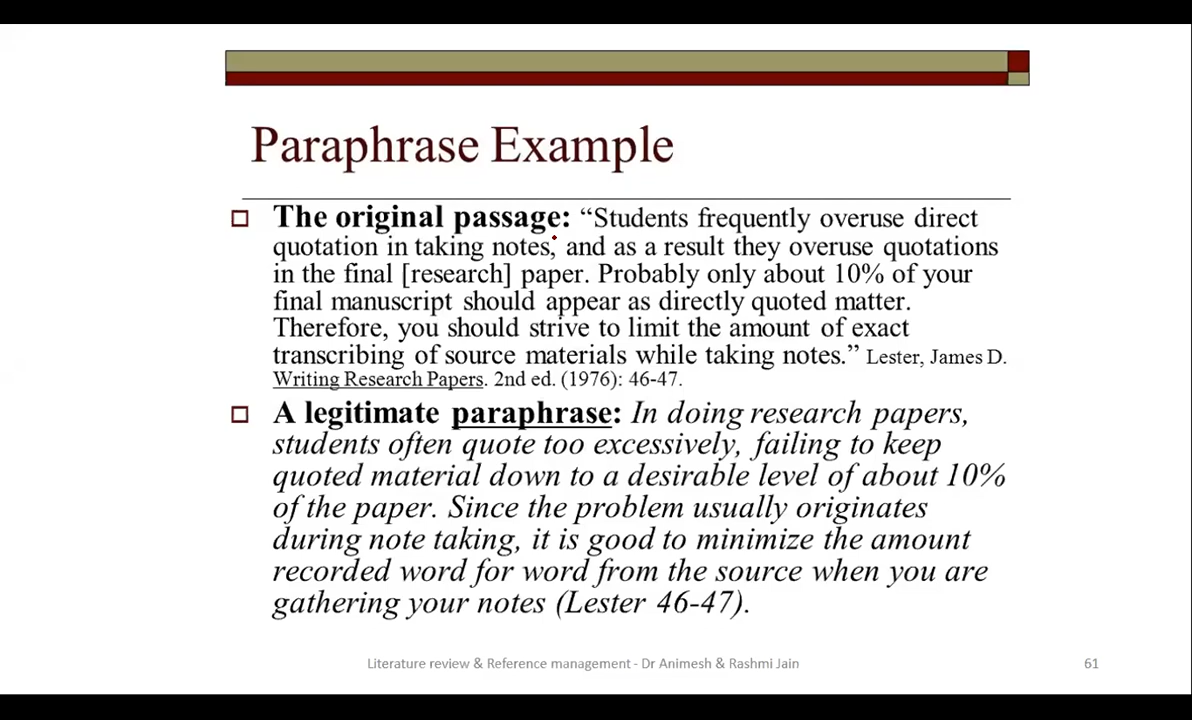 Paraphrase Example
The original passage: “Students frequently overuse direct
quotation in taking notes, and as a result they overuse quotations
in the final [research] paper. Probably only about 10% of your
final manuscript should appear as directly quoted matter.
Therefore, you should strive to limit the amount of exact
transcribing of source materials while taking notes.” Lester, James D.
Writing Research Papers. 2nd ed. (1976): 46-47.
A legitimate paraphrase: In doing research papers,
students often quote too excessively, failing to keep
quoted material down to a desirable level of about 10%
of the paper. Since the problem usually originates
during note taking, it is good to minimize the amount
recorded word for word from the source when you are
gathering your notes (Lester 46-47).
Literature review & Reference management - Dr Animesh & Rashmi Jain
61